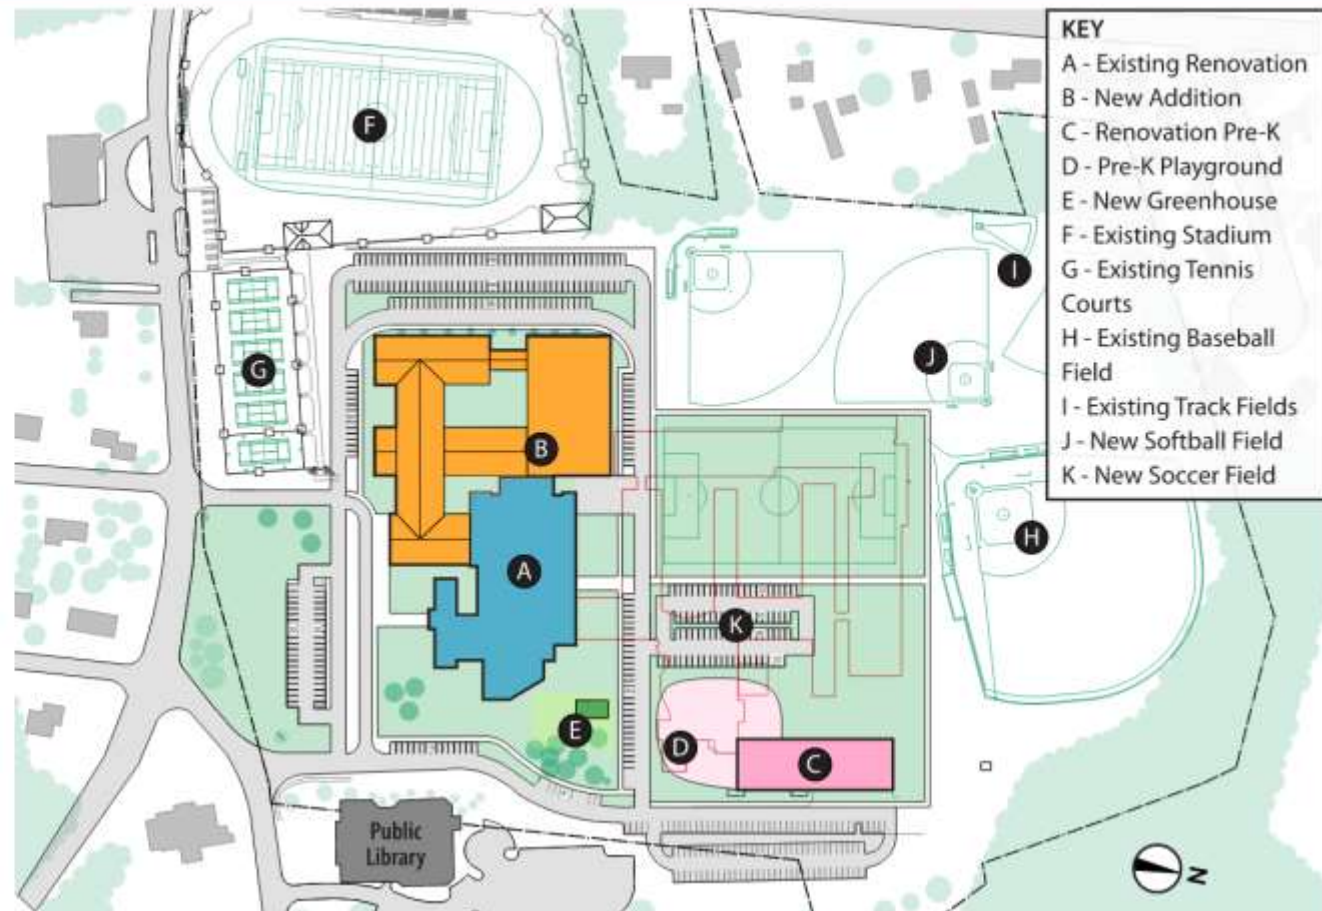 KEY
A - Existing Renovation
B - New Addition
C - Renovation Pre-K
D - Pre-K Playground
E - New Greenhouse
F - Existing Stadium
G - Existing Tennis
Courts
H - Existing Baseball
Field
I - Existing Track Fields
J - New Softball Field
K - New Soccer Field
F
I
J
G
B
H
A
K
E
D
C
Public
Library
N